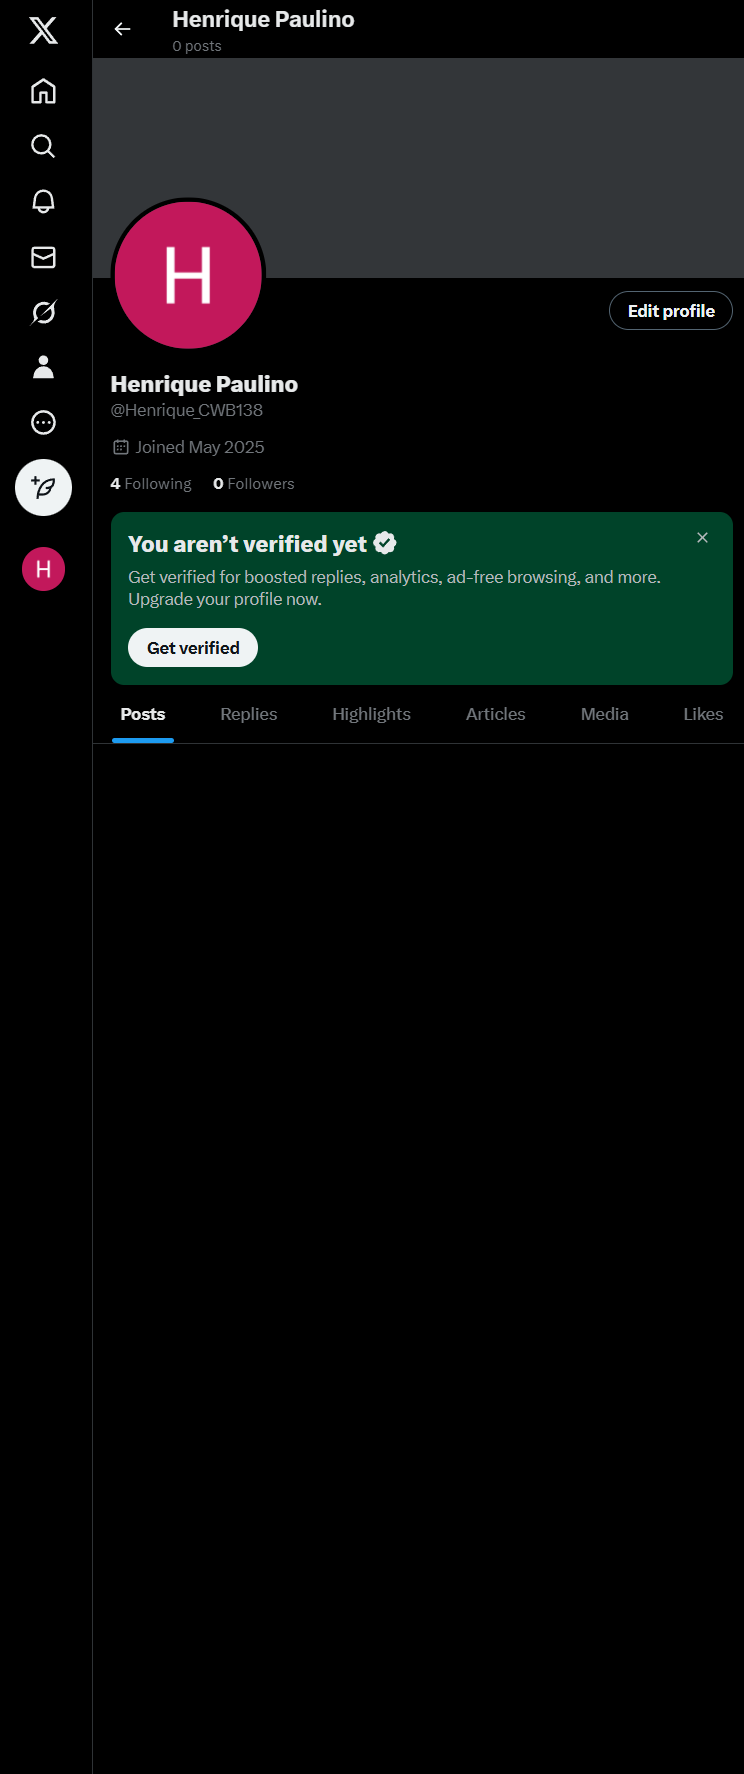 Henrique Paulino
0 posts
H
Edit profile
Henrique Paulino
@Henrique_CWB138
Joined May 2025
4 Following 0 Followers
H
You aren’t verified yet
Get verified for boosted replies, analytics, ad-free browsing, and more.
Upgrade your profile now.
Get verified
Posts Replies Highlights Articles Media Likes